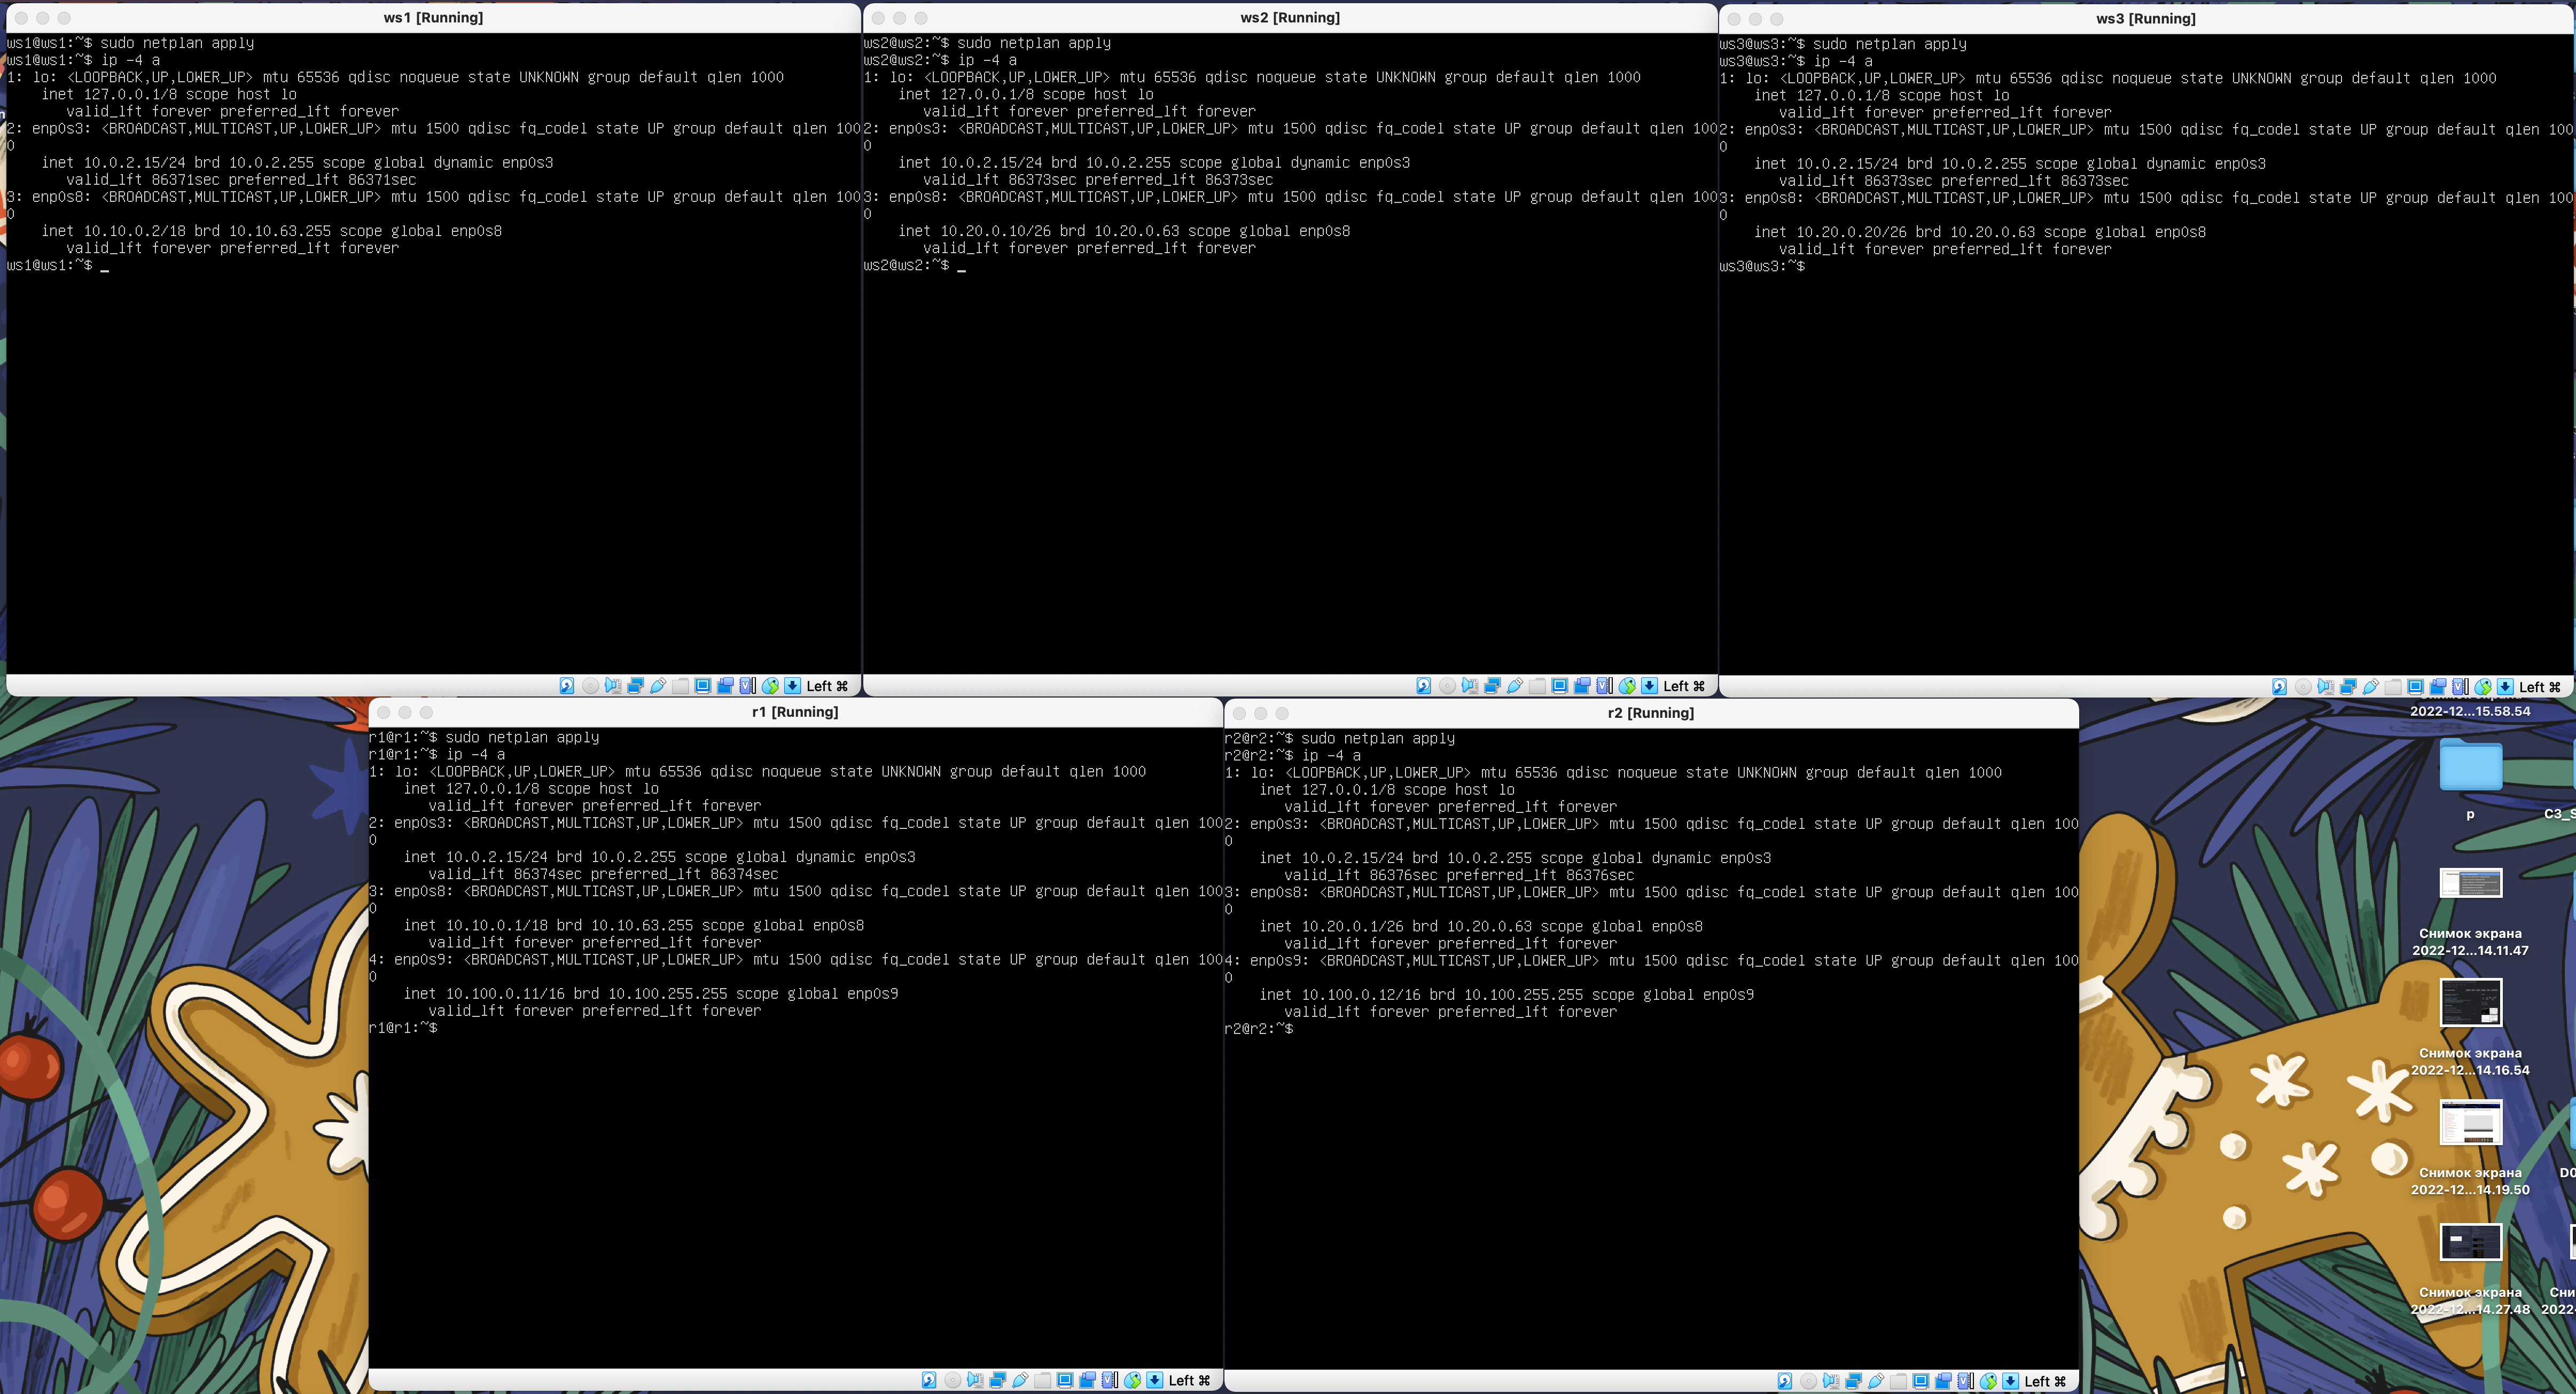 ws1 [Running]
ws1@ws1:~$ sudo netplan apply
ws1@ws1:~$ ip -4 a
1: lo: <LOOPBACK,UP,LOWER_UP> mtu 65536 qdisc noqueue state UNKNOWN group default qlen 1000
inet 127.0.0.1/8 scope host lo
valid_lft forever preferred_lft forever
2: enp0s3: <BROADCAST,MULTICAST,UP,LOWER_UP> mtu 1500 qdisc fq_codel state UP group default qlen 100
0
inet 10.0.2.15/24 brd 10.0.2.255 scope global dynamic enp0s3
valid_lft 86371sec preferred_lft 86371sec
3: enp0s8: <BROADCAST,MULTICAST,UP,LOWER_UP> mtu 1500 qdisc fq_codel state UP group default qlen 100
0
inet 10.10.0.2/18 brd 10.10.63.255 scope global enp0s8
valid_lft forever preferred_lft forever
ws1@ws1:~$ _
Left ⌘
ws2 [Running]
ws2@ws2:~$ sudo netplan apply
ws2@ws2:~$ ip -4 a
1: lo: <LOOPBACK,UP,LOWER_UP> mtu 65536 qdisc noqueue state UNKNOWN group default qlen 1000
inet 127.0.0.1/8 scope host lo
valid_lft forever preferred_lft forever
2: enp0s3: <BROADCAST,MULTICAST,UP,LOWER_UP> mtu 1500 qdisc fq_codel state UP group default qlen 100
0
inet 10.0.2.15/24 brd 10.0.2.255 scope global dynamic enp0s3
valid_lft 86373sec preferred_lft 86373sec
3: enp0s8: <BROADCAST,MULTICAST,UP,LOWER_UP> mtu 1500 qdisc fq_codel state UP group default qlen 100
0
inet 10.20.0.10/26 brd 10.20.0.63 scope global enp0s8
valid_lft forever preferred_lft forever
ws2@ws2:~$ _
Left ⌘
ws3 [Running]
ws3@ws3:~$ sudo netplan apply
ws3@ws3:~$ ip -4 a
1: lo: <LOOPBACK,UP,LOWER_UP> mtu 65536 qdisc noqueue state UNKNOWN group default qlen 1000
inet 127.0.0.1/8 scope host lo
valid_lft forever preferred_lft forever
2: enp0s3: <BROADCAST,MULTICAST,UP,LOWER_UP> mtu 1500 qdisc fq_codel state UP group default qlen 100
0
inet 10.0.2.15/24 brd 10.0.2.255 scope global dynamic enp0s3
valid_lft 86373sec preferred_lft 86373sec
3: enp0s8: <BROADCAST,MULTICAST,UP,LOWER_UP> mtu 1500 qdisc fq_codel state UP group default qlen 100
0
inet 10.20.0.20/26 brd 10.20.0.63 scope global enp0s8
valid_lft forever preferred_lft forever
ws3@ws3:~$
Left ⌘
r1 [Running]
r1@r1:~$ sudo netplan apply
r1@r1:~$ ip -4 a
1: lo: <LOOPBACK,UP,LOWER_UP> mtu 65536 qdisc noqueue state UNKNOWN group default qlen 1000
inet 127.0.0.1/8 scope host lo
valid_lft forever preferred_lft forever
2: enp0s3: <BROADCAST,MULTICAST,UP,LOWER_UP> mtu 1500 qdisc fq_codel state UP group default qlen 100
0
inet 10.0.2.15/24 brd 10.0.2.255 scope global dynamic enp0s3
valid_lft 86374sec preferred_lft 86374sec
3: enp0s8: <BROADCAST,MULTICAST,UP,LOWER_UP> mtu 1500 qdisc fq_codel state UP group default qlen 100
0
inet 10.10.0.1/18 brd 10.10.63.255 scope global enp0s8
valid_lft forever preferred_lft forever
4: enp0s9: <BROADCAST,MULTICAST,UP,LOWER_UP> mtu 1500 qdisc fq_codel state UP group default qlen 100
0
inet 10.100.0.11/16 brd 10.100.255.255 scope global enp0s9
valid_lft forever preferred_lft forever
r1@r1:~$
Left ⌘
r2 [Running]
r2@r2:~$ sudo netplan apply
r2@r2:~$ ip -4 a
1: lo: <LOOPBACK,UP,LOWER_UP> mtu 65536 qdisc noqueue state UNKNOWN group default qlen 1000
inet 127.0.0.1/8 scope host lo
valid_lft forever preferred_lft forever
2: enp0s3: <BROADCAST,MULTICAST,UP,LOWER_UP> mtu 1500 qdisc fq_codel state UP group default qlen 100
0
inet 10.0.2.15/24 brd 10.0.2.255 scope global dynamic enp0s3
valid_lft 86376sec preferred_lft 86376sec
3: enp0s8: <BROADCAST,MULTICAST,UP,LOWER_UP> mtu 1500 qdisc fq_codel state UP group default qlen 100
0
inet 10.20.0.1/26 brd 10.20.0.63 scope global enp0s8
valid_lft forever preferred_lft forever
4: enp0s9: <BROADCAST,MULTICAST,UP,LOWER_UP> mtu 1500 qdisc fq_codel state UP group default qlen 100
0
inet 10.100.0.12/16 brd 10.100.255.255 scope global enp0s9
valid_lft forever preferred_lft forever
r2@r2:~$
Left ⌘
2022-12...15.58.54
p
Снимок экрана
2022-12...14.11.47
Снимок экрана
2022-12...14.16.54
Снимок экрана
2022-12...14.19.50
Снимок экрана
2022-12...14.27.48